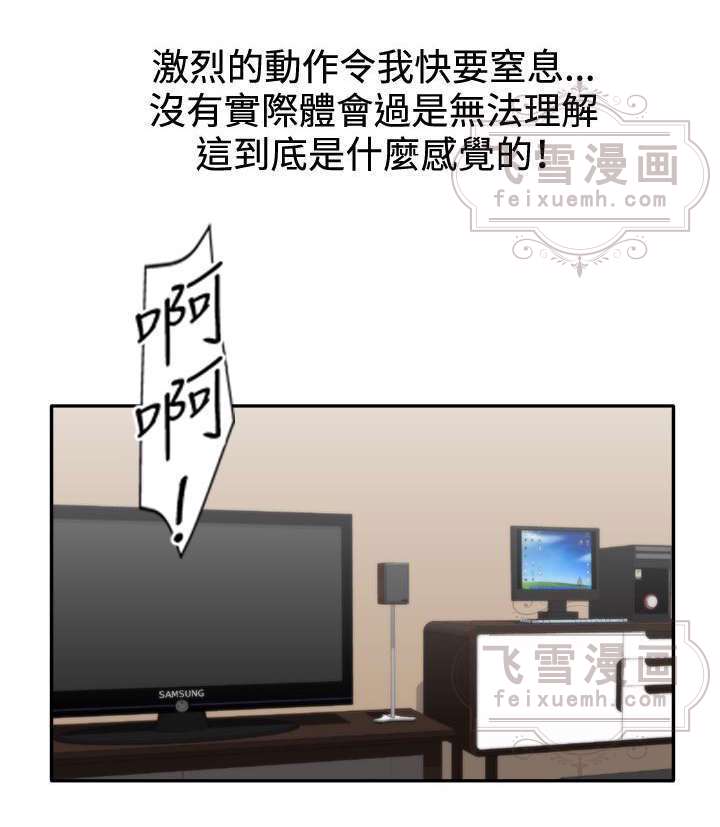 激烈的動作令我快要窒息...
沒有實際體會過是無法理解
這到底是什麼感覺的!
飞雪漫画
feixuemh.com
啊
啊
!
SAMSUNG
飞雪漫画
feixuemh.com